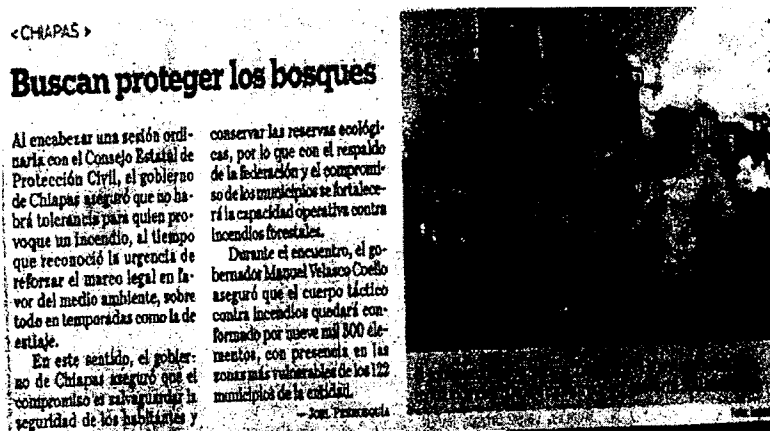 <CHIAPAS>
Buscan proteger los bosques
Al encabezar una sesión ordi-
naria con el Consejo Estatal de
Protección Civil, el gobierno
de Chiapas aseguró que no ha-
brá tolerancia para quien pro-
voque un incendio, al tiempo
que reconoció la urgencia de
reforzar el marco legal en fa-
vor del medio ambiente, sobre
todo en temporadas como la de
estiaje.
En este sentido, el gobier-
no de Chiapas aseguró que el
compromiso es salvaguardar la
seguridad de los habitantes y
conservar las reservas ecológi-
cas, por lo que con el respaldo
de la federación y el compromi-
so de los municipios se fortalece-
rá la capacidad operativa contra
incendios forestales.
Durante el encuentro, el go-
bernador Manuel Velasco Coello
aseguró que el cuerpo táctico
contra incendios quedará con-
formado por nueve mil 800 ele-
mentos, con presencia en las
zonas más vulnerables de los 122
municipios de la entidad.